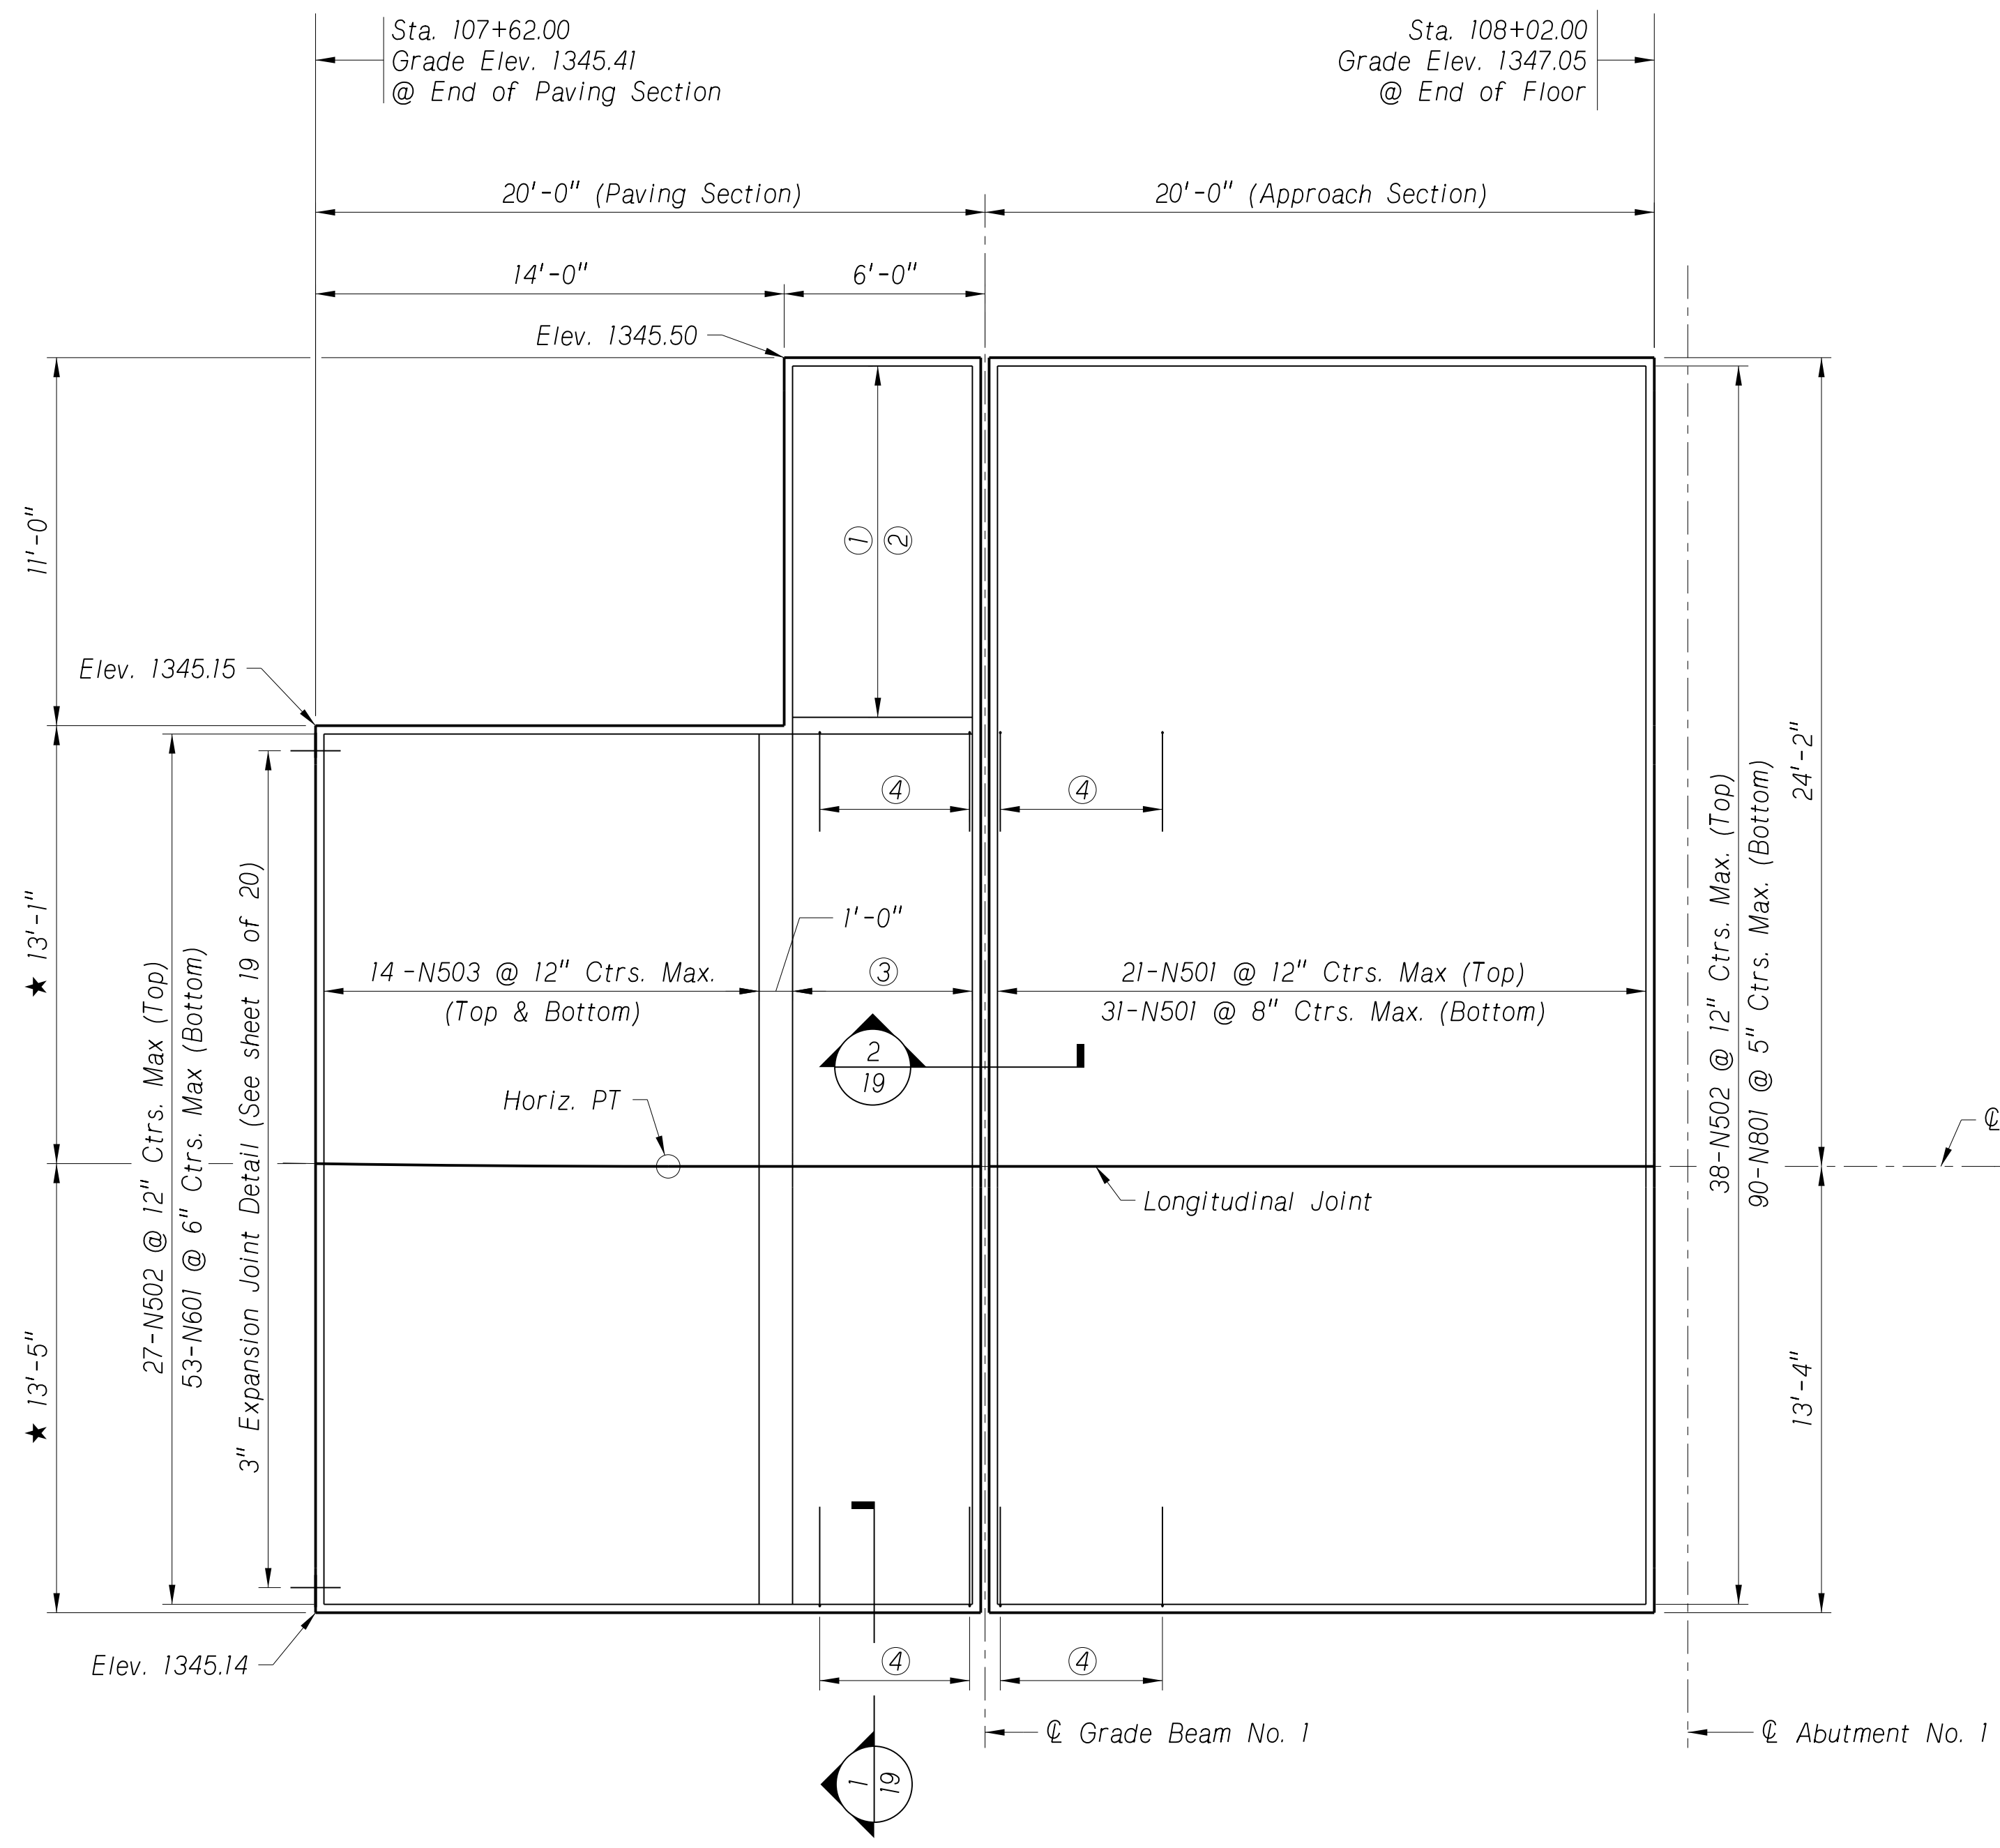 Sta. 107+62.00
Grade Elev. 1345.41
@ End of Paving Section
Sta. 108+02.00
Grade Elev. 1347.05
@ End of Floor
20'-0" (Paving Section)
20'-0" (Approach Section)
14'-0"
6'-0"
Elev. 1345.50
11'-0"
1
2
Elev. 1345.15
24'-2"
4
4
★ 13'-1"
1'-0"
27-N502 @ 12" Ctrs. Max (Top)
53-N601 @ 6" Ctrs. Max (Bottom)
3" Expansion Joint Detail (See sheet 19 of 20)
14 -N503 @ 12" Ctrs. Max.
(Top & Bottom)
3
21-N501 @ 12" Ctrs. Max (Top)
31-N501 @ 8" Ctrs. Max. (Bottom)
38-N502 @ 12" Ctrs. Max. (Top)
90-N801 @ 5" Ctrs. Max. (Bottom)
2
19
Horiz. PT
℄
Longitudinal Joint
★ 13'-5"
13'-4"
Elev. 1345.14
4
4
℄ Grade Beam No. 1
℄ Abutment No. 1
1
19